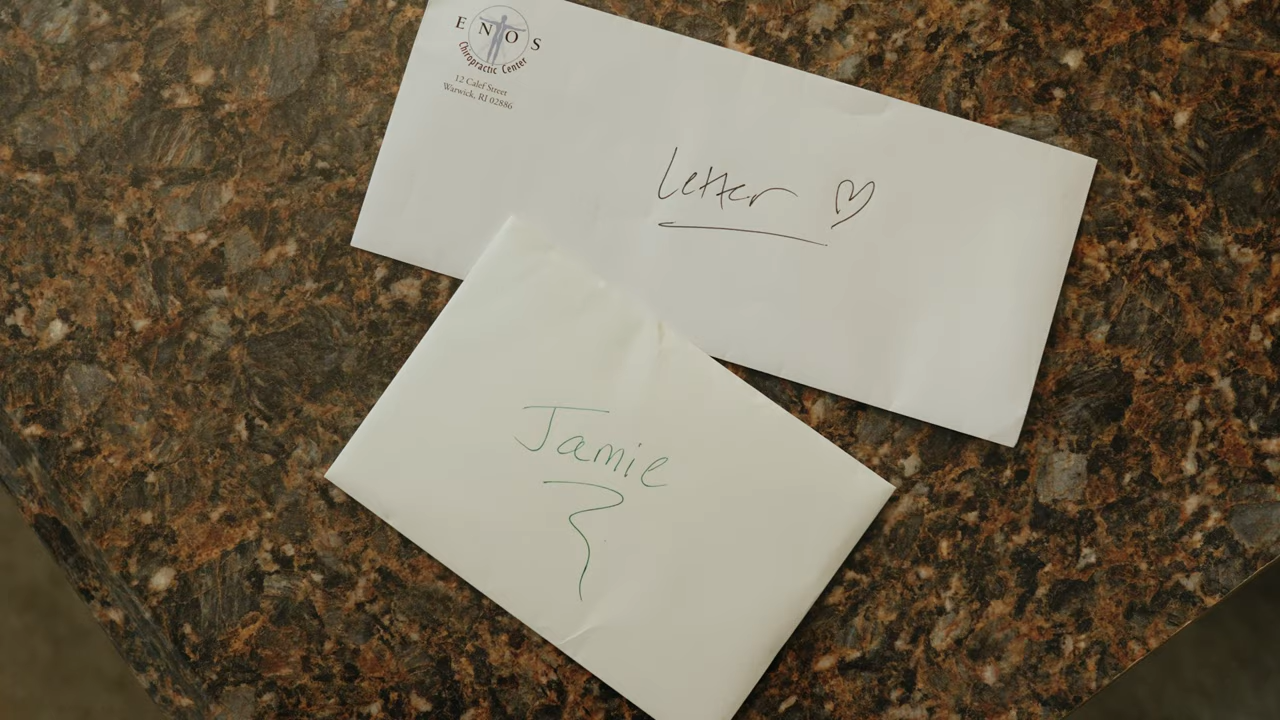 ENOS
Chiropractic Center
12 Calef Street
Warwick, RI 02886
Letter ♡
Jamie